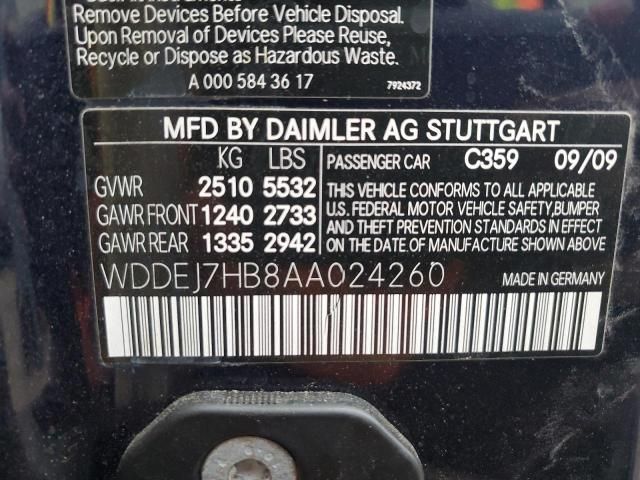 Remove Devices Before Vehicle Disposal.
Upon Removal of Devices Please Reuse,
Recycle or Dispose as Hazardous Waste.
A 000 584 36 17
7924372
MFD BY DAIMLER AG STUTTGART
KG LBS PASSENGER CAR C359 09/09
GVWR 2510 5532
GAWR FRONT 1240 2733
GAWR REAR 1335 2942
THIS VEHICLE CONFORMS TO ALL APPLICABLE
U.S. FEDERAL MOTOR VEHICLE SAFETY,BUMPER
AND THEFT PREVENTION STANDARDS IN EFFECT
ON THE DATE OF MANUFACTURE SHOWN ABOVE
WDDEJ7HB8AA024260
MADE IN GERMANY